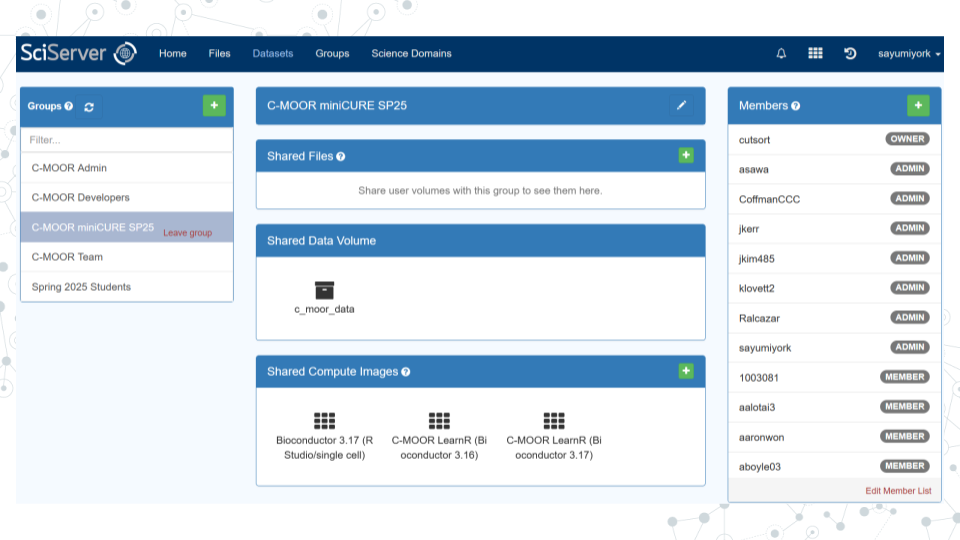 SciServer Home Files Datasets Groups Science Domains sayumiyork
Groups
Filter...
C-MOOR Admin
C-MOOR Developers
C-MOOR miniCURE SP25 Leave group
C-MOOR Team
Spring 2025 Students
C-MOOR miniCURE SP25
Shared Files
Share user volumes with this group to see them here.
Shared Data Volume
c_moor_data
Shared Compute Images
Bioconductor 3.17 (R
Studio/single cell)
C-MOOR LearnR (Bi
oconductor 3.16)
C-MOOR LearnR (Bi
oconductor 3.17)
Members
cutsort OWNER
asawa ADMIN
CoffmanCCC ADMIN
jkerr ADMIN
jkim485 ADMIN
klovett2 ADMIN
Ralcazar ADMIN
sayumiyork ADMIN
1003081 MEMBER
aalotai3 MEMBER
aaronwon MEMBER
aboyle03 MEMBER
Edit Member List